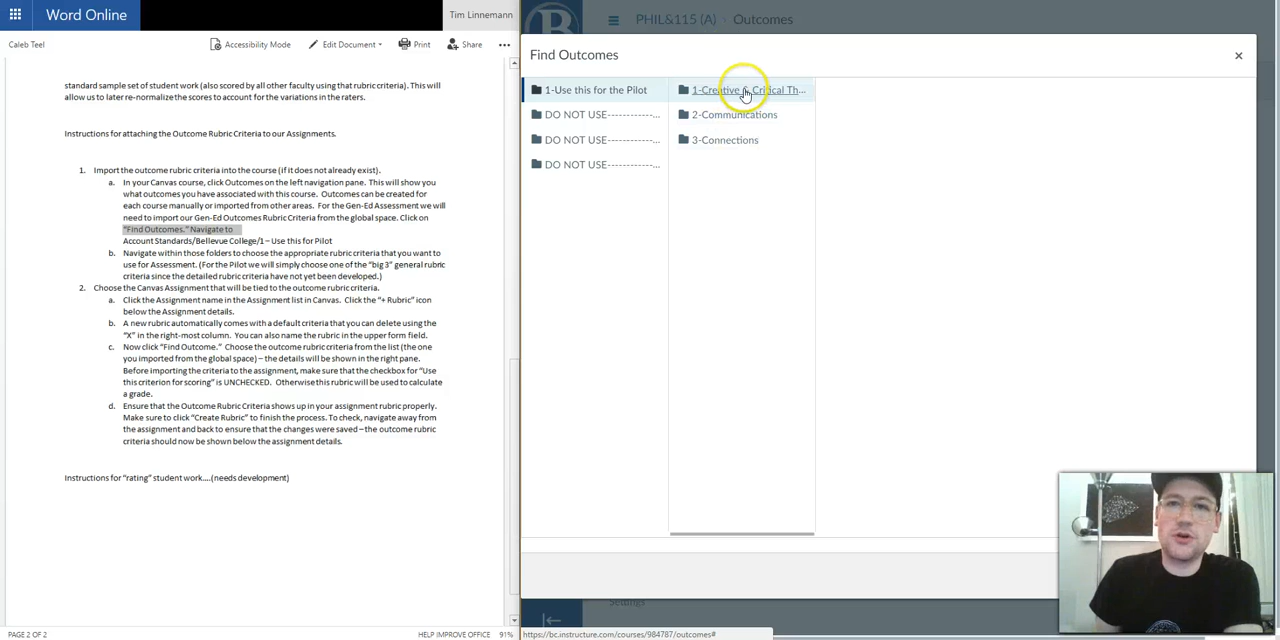 Word Online
Tim Linnemann
Caleb Teel
Accessibility Mode
Edit Document
Print
Share
standard sample set of student work (also scored by all other faculty using that rubric criteria). This will
allow us to later re-normalize the scores to account for the variations in the raters.
Instructions for attaching the Outcome Rubric Criteria to our Assignments.
1. Import the outcome rubric criteria into the course (if it does not already exist).
a. In your Canvas course, click Outcomes on the left navigation pane. This will show you
what outcomes you have associated with this course. Outcomes can be created for
each course manually or imported from other areas. For the Gen-Ed Assessment we will
need to import our Gen-Ed Outcomes Rubric Criteria from the global space. Click on
“Find Outcomes.” Navigate to
Account Standards/Bellevue College/1 – Use this for Pilot
b. Navigate within those folders to choose the appropriate rubric criteria that you want to
use for Assessment. (For the Pilot we will simply choose one of the “big 3” general rubric
criteria since the detailed rubric criteria have not yet been developed.)
2. Choose the Canvas Assignment that will be tied to the outcome rubric criteria.
a. Click the Assignment name in the Assignment list in Canvas. Click the “+ Rubric” icon
below the Assignment details.
b. A new rubric automatically comes with a default criteria that you can delete using the
“X” in the right-most column. You can also name the rubric in the upper form field.
c. Now click “Find Outcome.” Choose the outcome rubric criteria from the list (the one
you imported from the global space) – the details will be shown in the right pane.
Before importing the criteria to the assignment, make sure that the checkbox for “Use
this criterion for scoring” is UNCHECKED. Otherwise this rubric will be used to calculate
a grade.
d. Ensure that the Outcome Rubric Criteria shows up in your assignment rubric properly.
Make sure to click “Create Rubric” to finish the process. To check, navigate away from
the assignment and back to ensure that the changes were saved – the outcome rubric
criteria should now be shown below the assignment details.
Instructions for “rating” student work....(needs development)
PAGE 2 OF 2
HELP IMPROVE OFFICE 91%
B
PHIL&115 (A) › Outcomes
Find Outcomes
×
1-Use this for the Pilot
DO NOT USE------------...
DO NOT USE------------...
DO NOT USE------------...
1-Creative & Critical Th...
2-Communications
3-Connections
Settings
https://bc.instructure.com/courses/984787/outcomes#